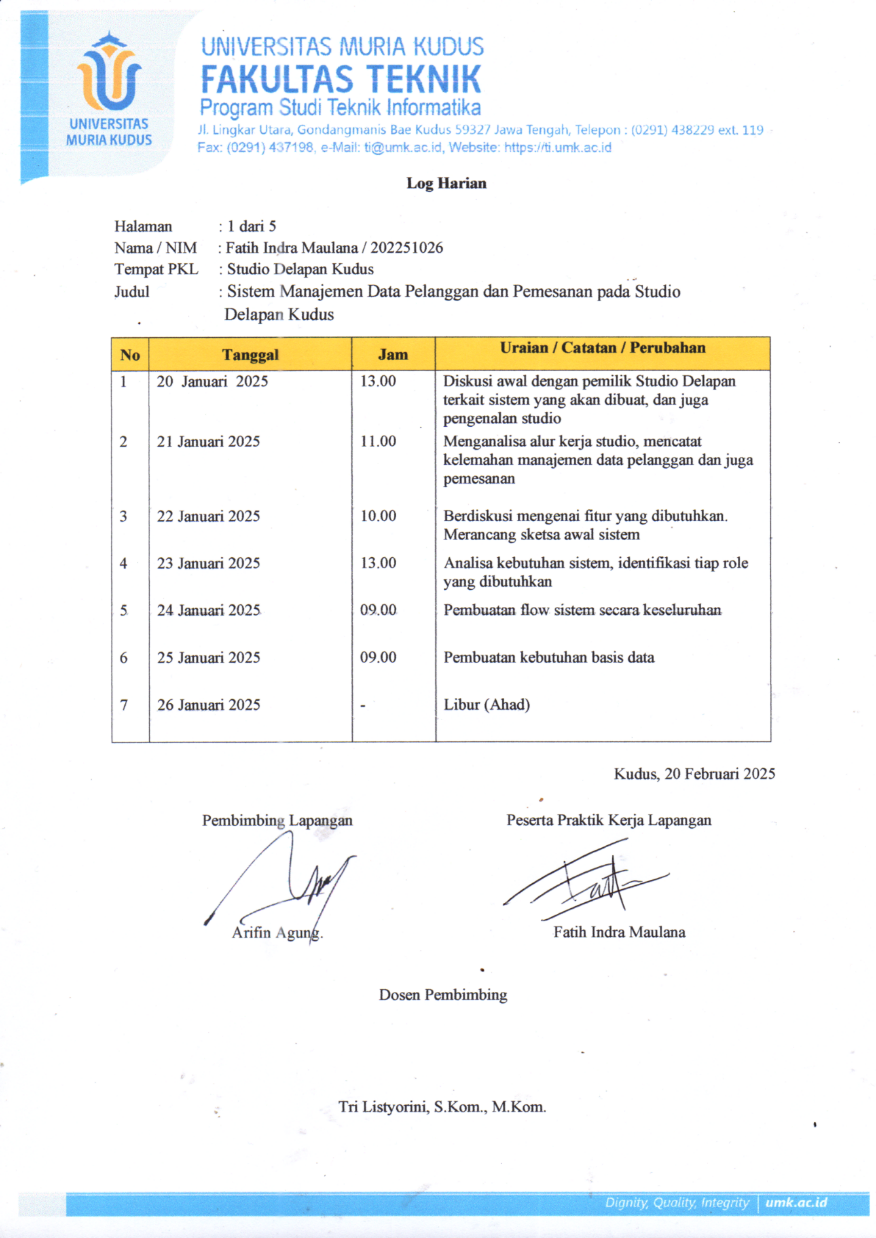 UNIVERSITAS MURIA KUDUS
FAKULTAS TEKNIK
Program Studi Teknik Informatika
Jl. Lingkar Utara, Gondangmanis Bae Kudus 59327 Jawa Tengah, Telepon : (0291) 438229 ext. 119
Fax: (0291) 437198, e-Mail: ti@umk.ac.id, Website: https://ti.umk.ac.id
UNIVERSITAS
MURIA KUDUS
Log Harian
Halaman : 1 dari 5
Nama / NIM : Fatih Indra Maulana / 202251026
Tempat PKL : Studio Delapan Kudus
Judul : Sistem Manajemen Data Pelanggan dan Pemesanan pada Studio
Delapan Kudus
No Tanggal Jam Uraian / Catatan / Perubahan
1 20 Januari 2025 13.00 Diskusi awal dengan pemilik Studio Delapan
terkait sistem yang akan dibuat, dan juga
pengenalan studio
2 21 Januari 2025 11.00 Menganalisa alur kerja studio, mencatat
kelemahan manajemen data pelanggan dan juga
pemesanan
3 22 Januari 2025 10.00 Berdiskusi mengenai fitur yang dibutuhkan.
Merancang sketsa awal sistem
4 23 Januari 2025 13.00 Analisa kebutuhan sistem, identifikasi tiap role
yang dibutuhkan
5 24 Januari 2025 09.00 Pembuatan flow sistem secara keseluruhan
6 25 Januari 2025 09.00 Pembuatan kebutuhan basis data
7 26 Januari 2025 - Libur (Ahad)
Kudus, 20 Februari 2025
Pembimbing Lapangan Peserta Praktik Kerja Lapangan
Arifin Agung. Fatih Indra Maulana
Dosen Pembimbing
Tri Listyorini, S.Kom., M.Kom.
Dignity, Quality, Integrity | umk.ac.id